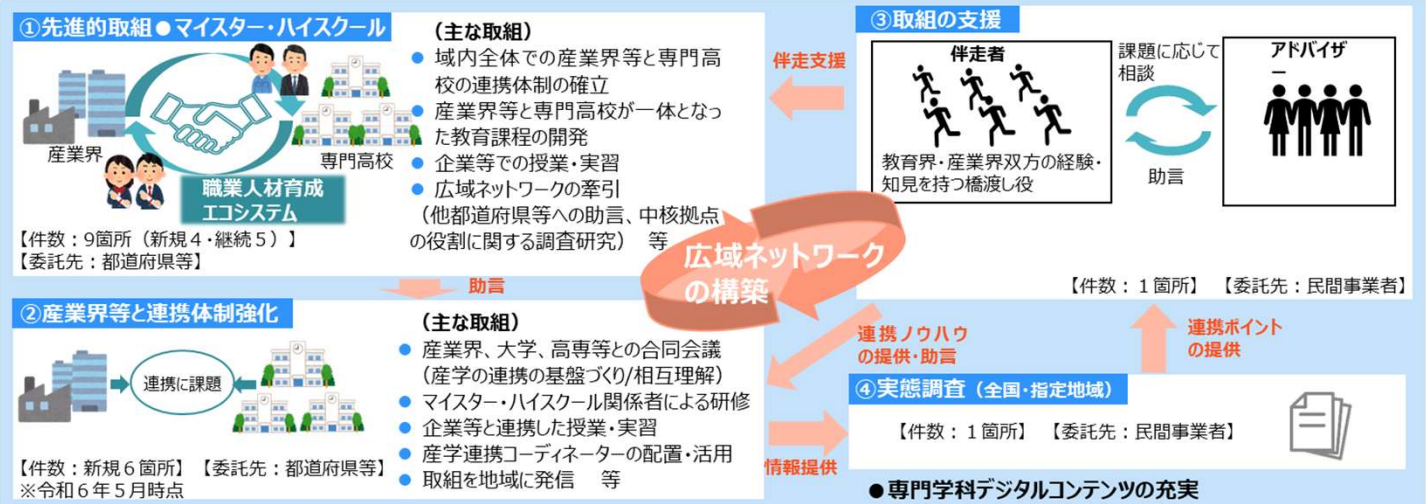 ①先進的取組●マイスター・ハイスクール
産業界
専門高校
職業人材育成
エコシステム
【件数：9箇所（新規４・継続５）】
【委託先：都道府県等】
（主な取組）
● 域内全体での産業界等と専門高
校の連携体制の確立
● 産業界等と専門高校が一体となっ
た教育課程の開発
● 企業等での授業・実習
● 広域ネットワークの牽引
（他都道府県等への助言、中核拠点
の役割に関する調査研究）　等
助言
②産業界等と連携体制強化
連携に課題
【件数：新規６箇所】【委託先：都道府県等】
※令和６年５月時点
（主な取組）
● 産業界、大学、高専等との合同会議
（産学の連携の基盤づくり/相互理解）
● マイスター・ハイスクール関係者による研修
● 企業等と連携した授業・実習
● 産学連携コーディネーターの配置・活用
● 取組を地域に発信　等
広域ネットワーク
の構築
伴走支援
③取組の支援
伴走者
教育界・産業界双方の経験・
知見を持つ橋渡し役
課題に応じて
相談
助言
アドバイザ
ー
【件数：１箇所】【委託先：民間事業者】
連携ノウハウ
の提供・助言
連携ポイント
の提供
情報提供
④実態調査（全国・指定地域）
【件数：１箇所】【委託先：民間事業者】
●専門学科デジタルコンテンツの充実